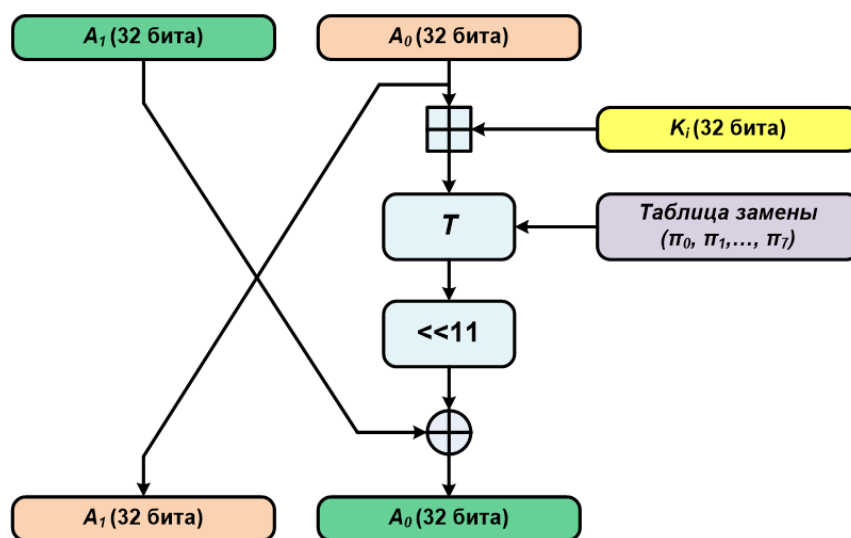 A₁ (32 бита)
A₀ (32 бита)
Kᵢ (32 бита)
T
Таблица замены
(π₀, π₁,..., π₇)
<<11
A₁ (32 бита)
A₀ (32 бита)